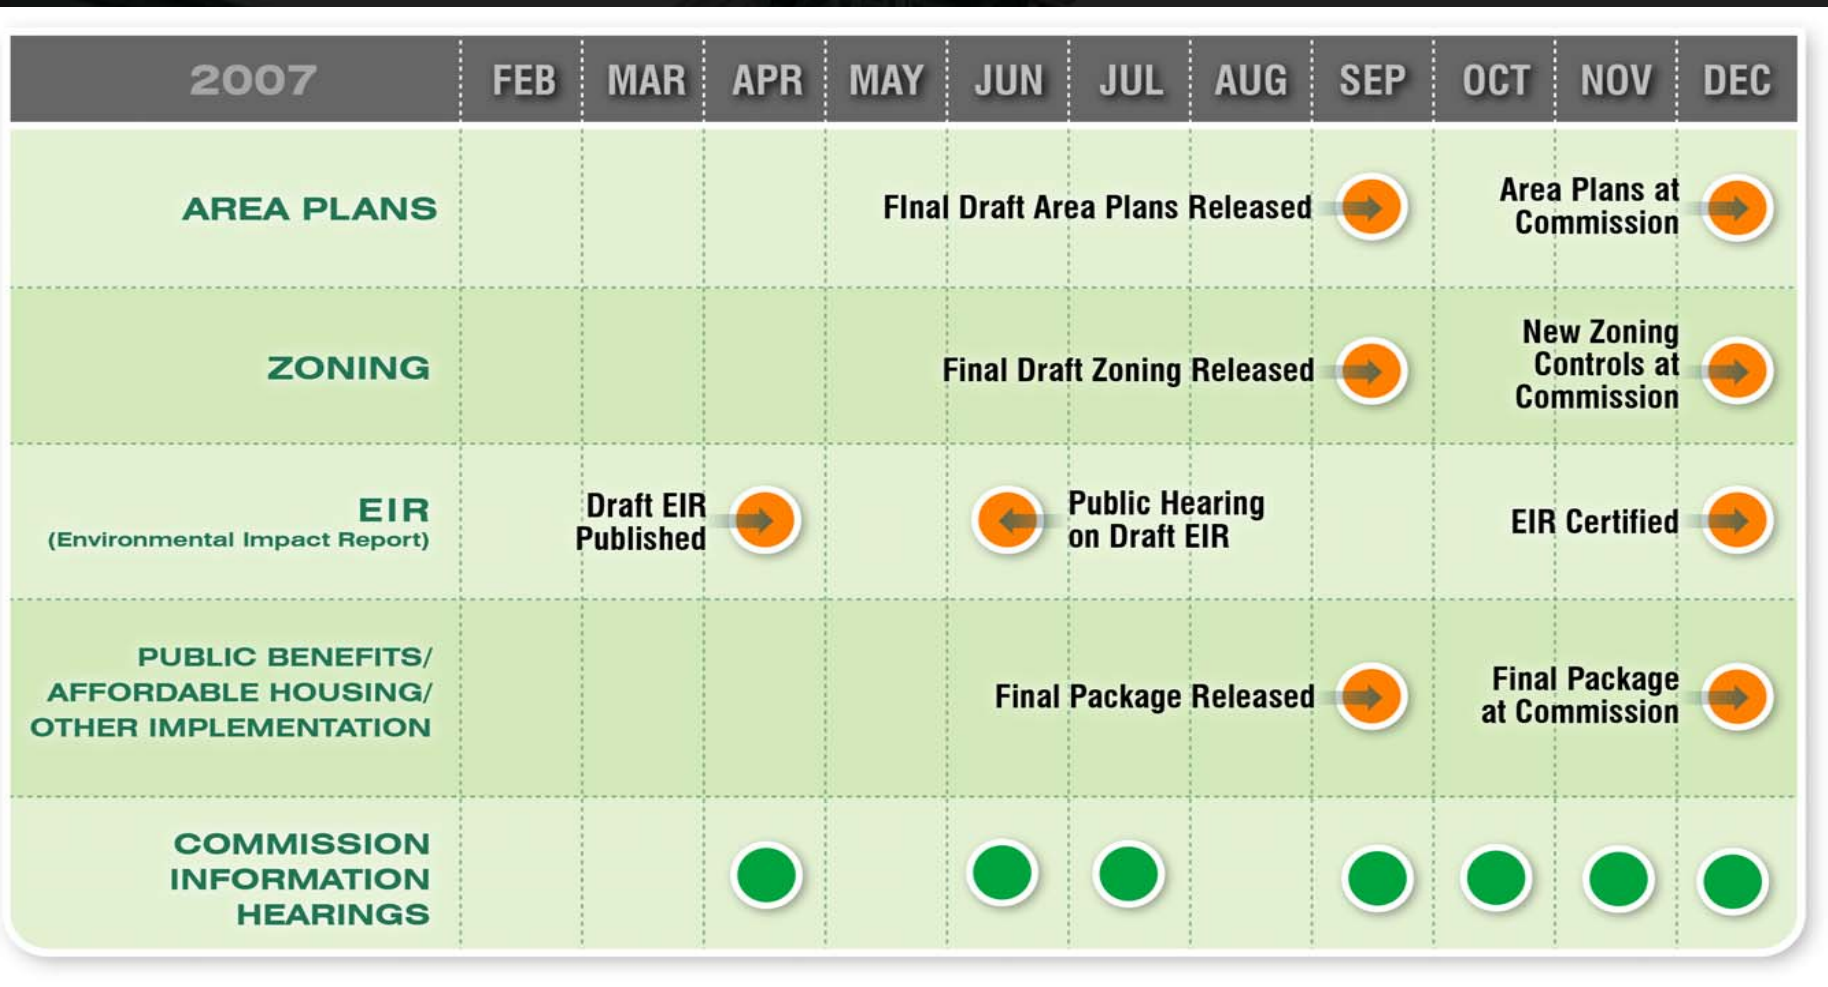 2007 FEB MAR APR MAY JUN JUL AUG SEP OCT NOV DEC
AREA PLANS
FInal Draft Area Plans Released
Area Plans at
Commission
ZONING
Final Draft Zoning Released
New Zoning
Controls at
Commission
EIR
(Environmental Impact Report)
Draft EIR
Published
Public Hearing
on Draft EIR
EIR Certified
PUBLIC BENEFITS/
AFFORDABLE HOUSING/
OTHER IMPLEMENTATION
Final Package Released
Final Package
at Commission
COMMISSION
INFORMATION
HEARINGS